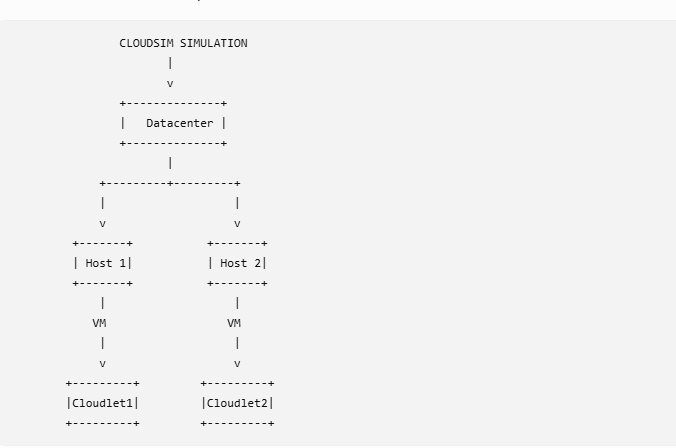 CLOUDSIM SIMULATION
|
v
+--------------+
|   Datacenter |
+--------------+
|
+---------+---------+
|                   |
v                   v
+-------+           +-------+
| Host 1|           | Host 2|
+-------+           +-------+
|                   |
VM                  VM
|                   |
v                   v
+---------+         +---------+
|Cloudlet1|         |Cloudlet2|
+---------+         +---------+